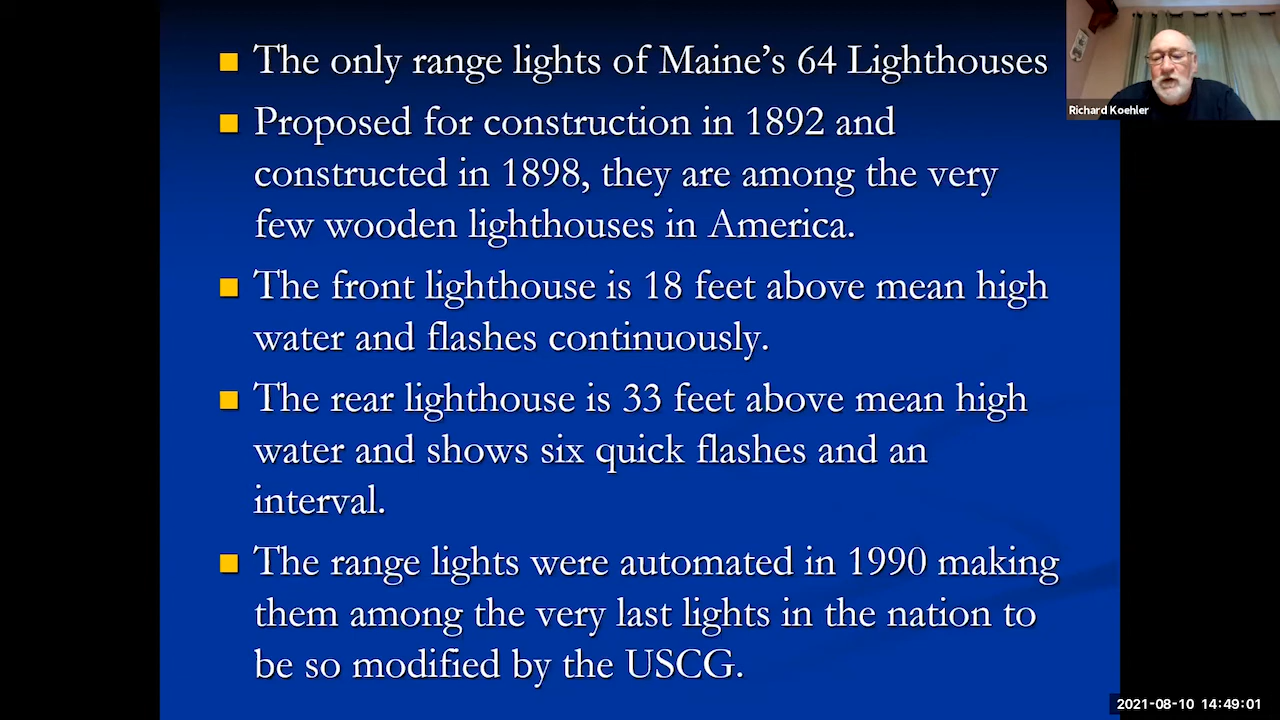 The only range lights of Maine’s 64 Lighthouses
Proposed for construction in 1892 and
constructed in 1898, they are among the very
few wooden lighthouses in America.
The front lighthouse is 18 feet above mean high
water and flashes continuously.
The rear lighthouse is 33 feet above mean high
water and shows six quick flashes and an
interval.
The range lights were automated in 1990 making
them among the very last lights in the nation to
be so modified by the USCG.
Richard Koehler
2021-08-10 14:49:01